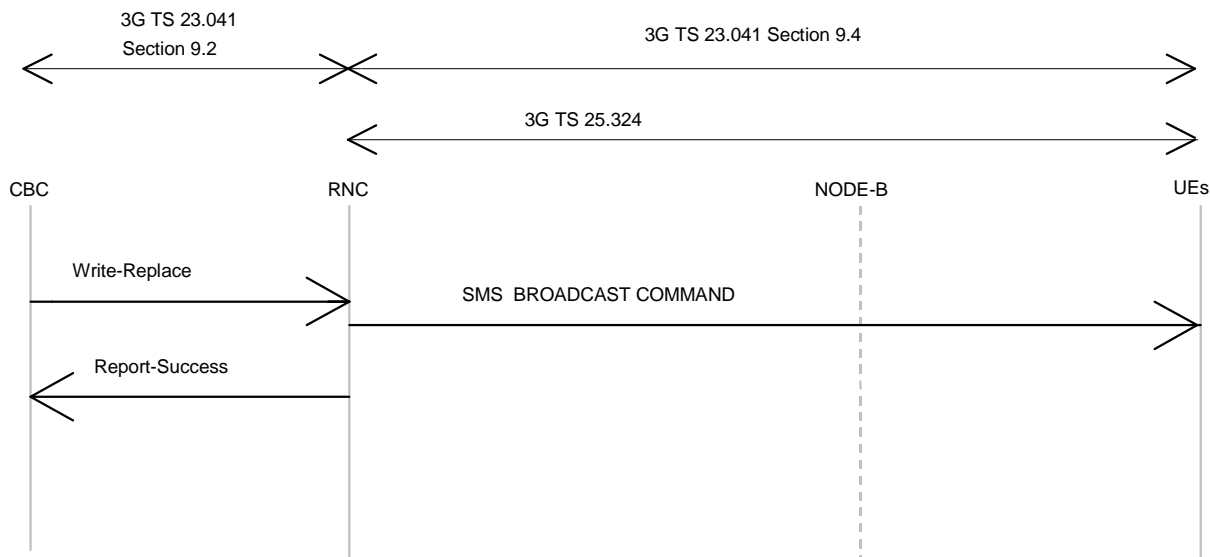 3G TS 23.041
Section 9.2
3G TS 23.041 Section 9.4
3G TS 25.324
CBC
RNC
NODE-B
UEs
Write-Replace
SMS BROADCAST COMMAND
Report-Success